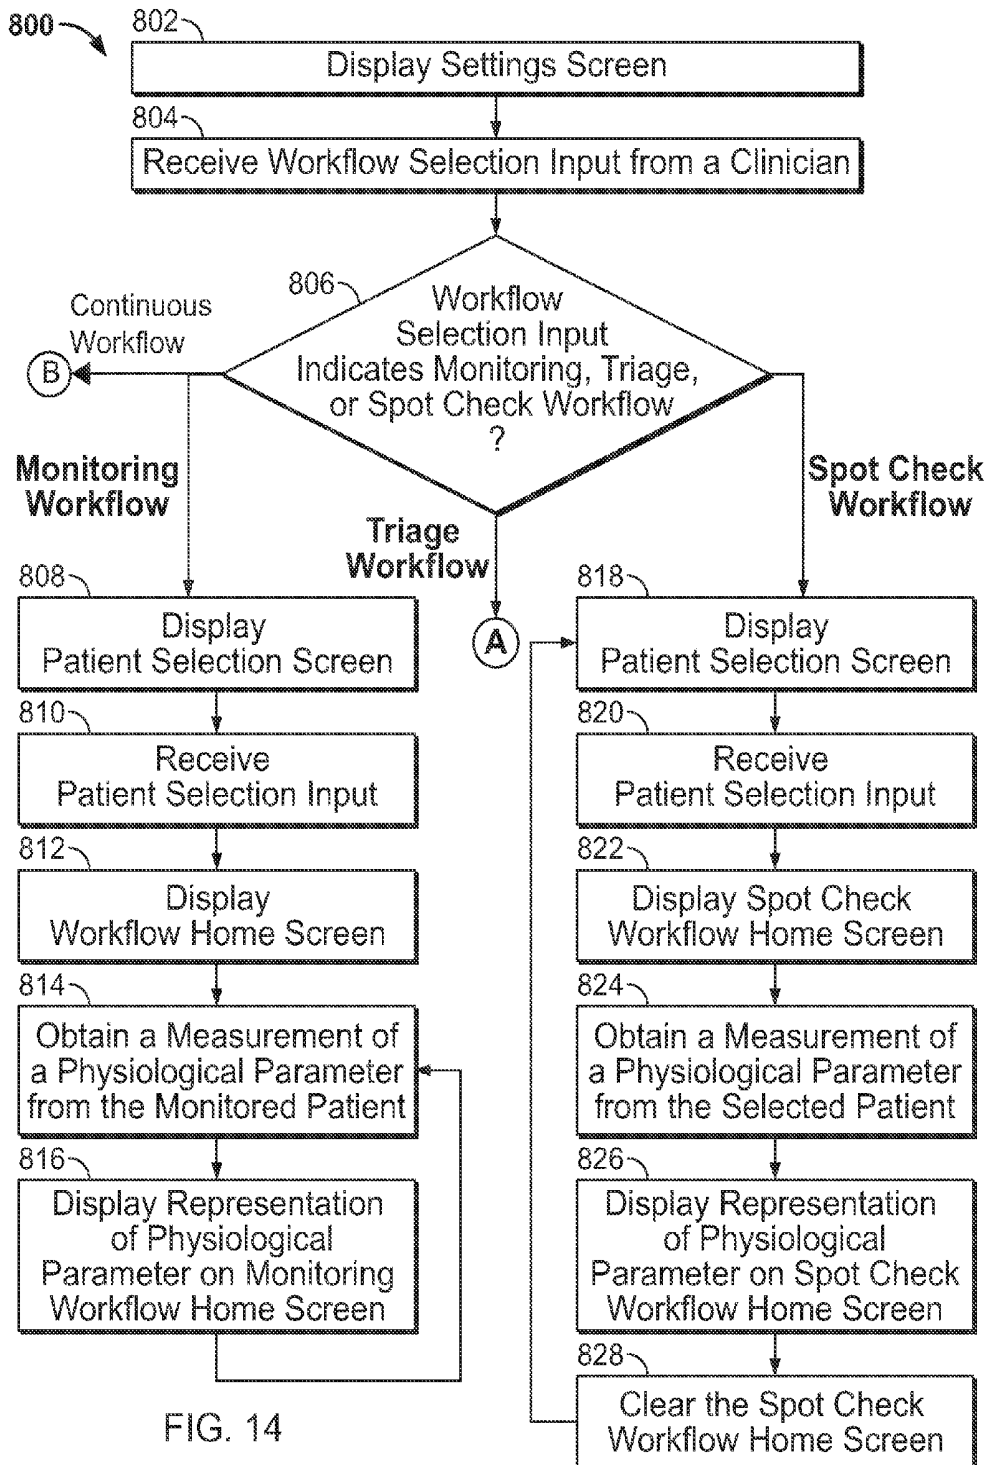 800
802
Display Settings Screen
804
Receive Workflow Selection Input from a Clinician
806
Workflow
Selection Input
Indicates Monitoring, Triage,
or Spot Check Workflow
?
Continuous
Workflow
B
Monitoring
Workflow
Triage
Workflow
A
Spot Check
Workflow
808
Display
Patient Selection Screen
810
Receive
Patient Selection Input
812
Display
Workflow Home Screen
814
Obtain a Measurement of
a Physiological Parameter
from the Monitored Patient
816
Display Representation
of Physiological
Parameter on Monitoring
Workflow Home Screen
818
Display
Patient Selection Screen
820
Receive
Patient Selection Input
822
Display Spot Check
Workflow Home Screen
824
Obtain a Measurement of
a Physiological Parameter
from the Selected Patient
826
Display Representation
of Physiological
Parameter on Spot Check
Workflow Home Screen
828
Clear the Spot Check
Workflow Home Screen
FIG. 14